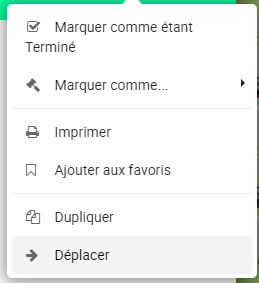 Marquer comme étant
Terminé
Marquer comme...
Imprimer
Ajouter aux favoris
Dupliquer
Déplacer